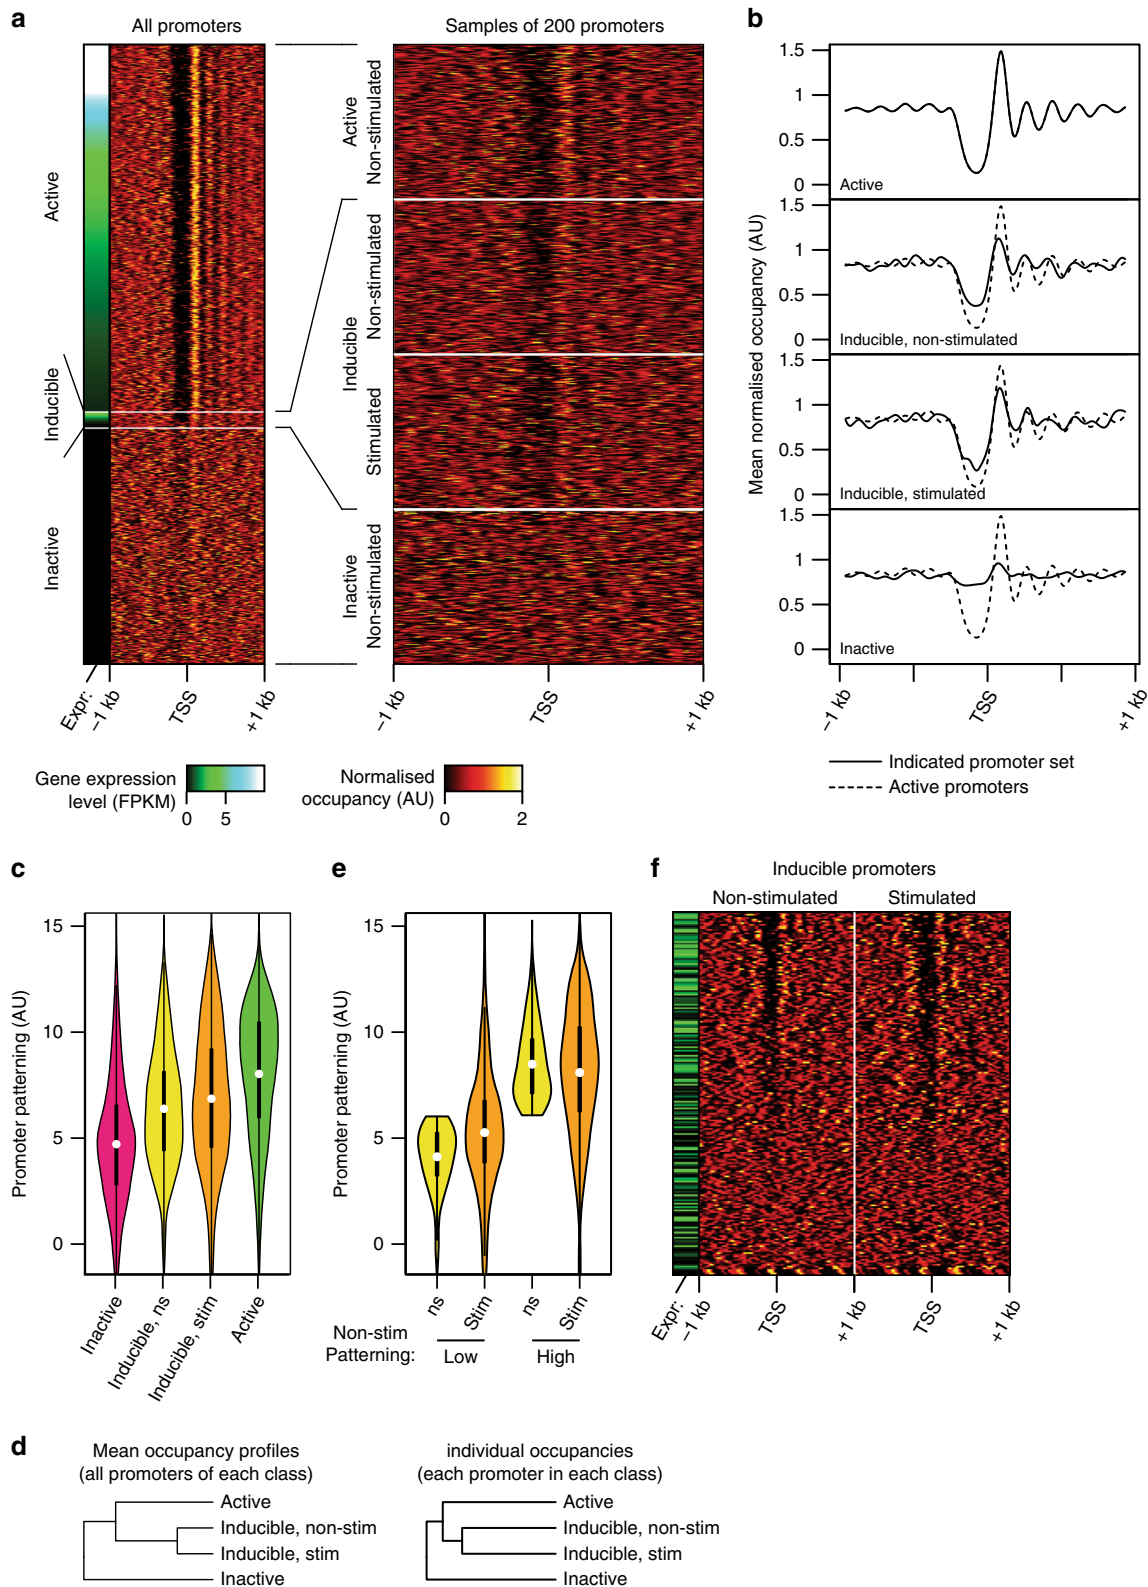 a
All promoters
Samples of 200 promoters
Active
Inducible
Inactive
Active
Non-stimulated
Inducible
Non-stimulated
Stimulated
Inactive
Non-stimulated
Expr:
−1 kb
TSS
+1 kb
−1 kb
TSS
+1 kb
Gene expression
level (FPKM)
0 5
Normalised
occupancy (AU)
0 2
b
Mean normalised occupancy (AU)
1.5
1
0.5
0
Active
1.5
1
0.5
0
Inducible, non-stimulated
1.5
1
0.5
0
Inducible, stimulated
1.5
1
0.5
0
Inactive
−1 kb
TSS
+1 kb
Indicated promoter set
Active promoters
c
Promoter patterning (AU)
15
10
5
0
Inactive
Inducible, ns
Inducible, stim
Active
e
Promoter patterning (AU)
15
10
5
0
ns
Stim
ns
Stim
Non-stim
Patterning:
Low
High
f
Inducible promoters
Non-stimulated
Stimulated
Expr:
−1 kb
TSS
+1 kb
TSS
+1 kb
d
Mean occupancy profiles
(all promoters of each class)
Active
Inducible, non-stim
Inducible, stim
Inactive
individual occupancies
(each promoter in each class)
Active
Inducible, non-stim
Inducible, stim
Inactive